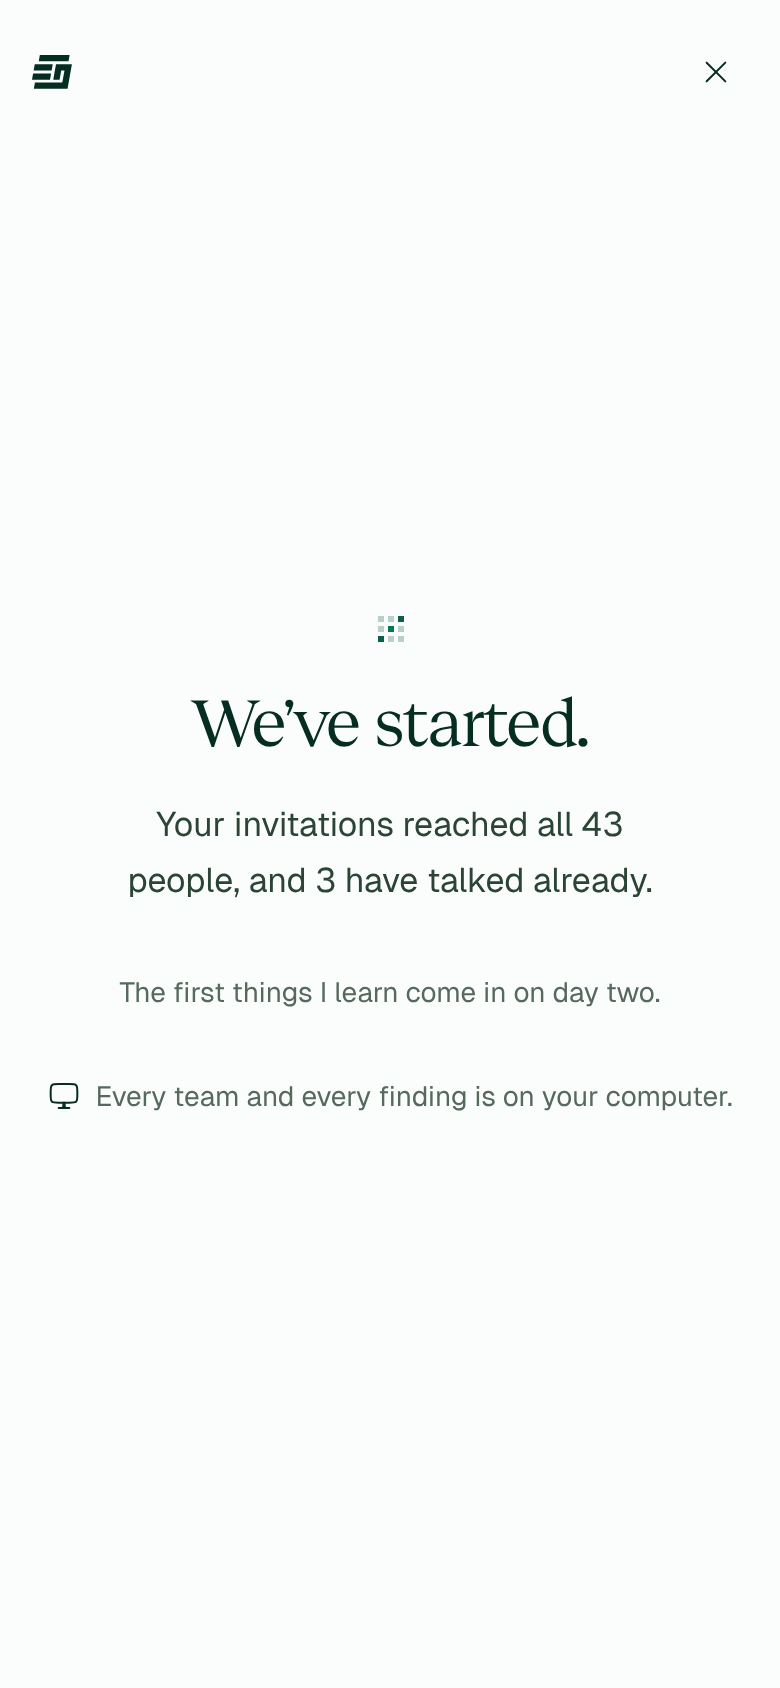 We’ve started.
Your invitations reached all 43
people, and 3 have talked already.
The first things I learn come in on day two.
Every team and every finding is on your computer.